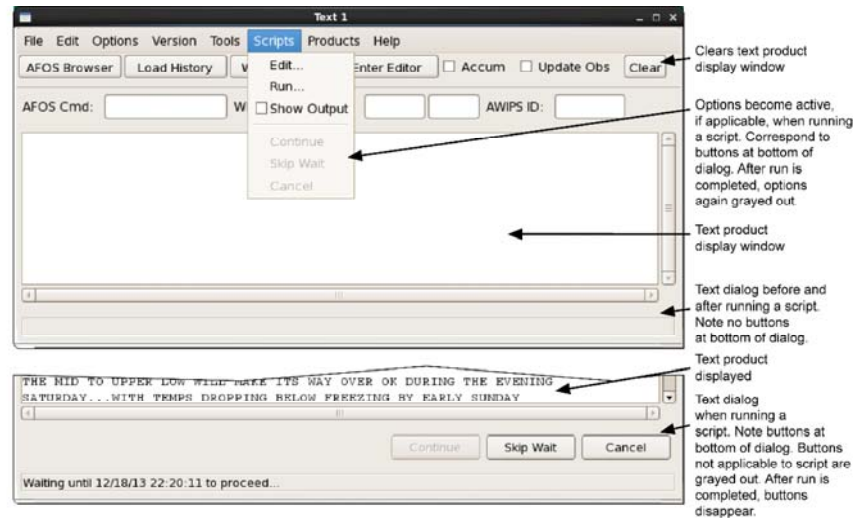 Text 1
File Edit Options Version Tools Scripts Products Help
AFOS Browser Load History W Enter Editor Accum Update Obs Clear
Edit...
Run...
Show Output
Continue
Skip Wait
Cancel
AFOS Cmd: W AWIPS ID:
Clears text product
display window
Options become active,
if applicable, when running
a script. Correspond to
buttons at bottom of
dialog. After run is
completed, options
again grayed out.
Text product
display window
Text dialog before and
after running a script.
Note no buttons
at bottom of dialog.
Text product
displayed
THE MID TO UPPER LOW WILL MAKE ITS WAY OVER OK DURING THE EVENING
SATURDAY...WITH TEMPS DROPPING BELOW FREEZING BY EARLY SUNDAY
Continue Skip Wait Cancel
Waiting until 12/18/13 22:20:11 to proceed...
Text dialog
when running a
script. Note buttons at
bottom of dialog. Buttons
not applicable to script are
grayed out. After run is
completed, buttons
disappear.